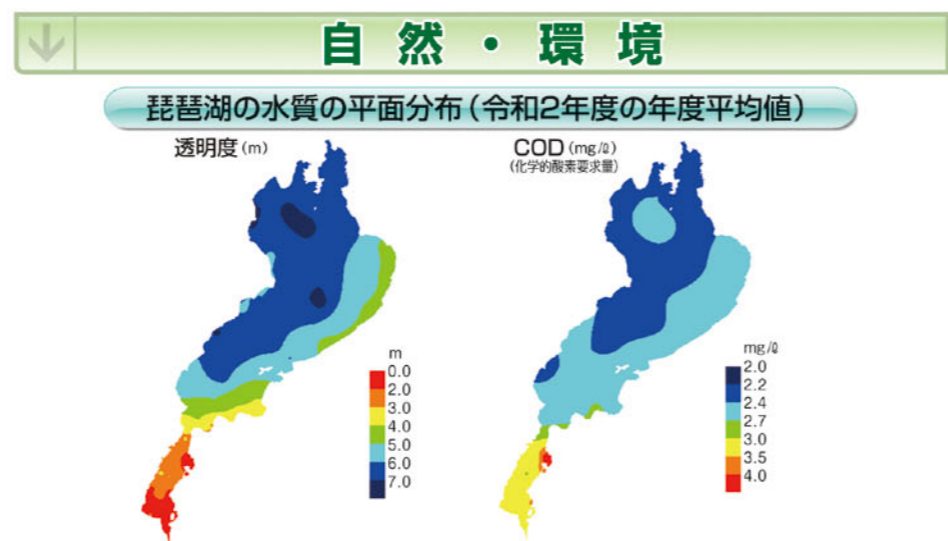 自然・環境
琵琶湖の水質の平面分布(令和2年度の年度平均値)
透明度(m)
COD(mg/ℓ)
(化学的酸素要求量)
m
0.0
2.0
3.0
4.0
5.0
6.0
7.0
mg/ℓ
2.0
2.2
2.4
2.7
3.0
3.5
4.0